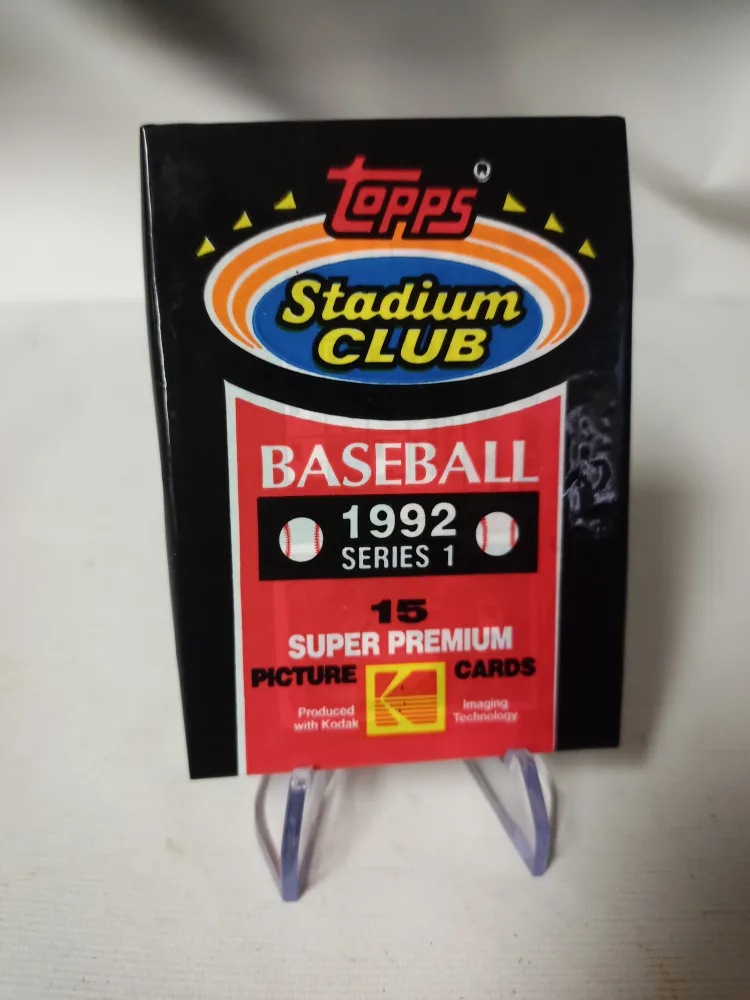 TOPPS
Stadium
CLUB
BASEBALL
1992
SERIES 1
15
SUPER PREMIUM
PICTURE CARDS
Produced with Kodak
Imaging Technology